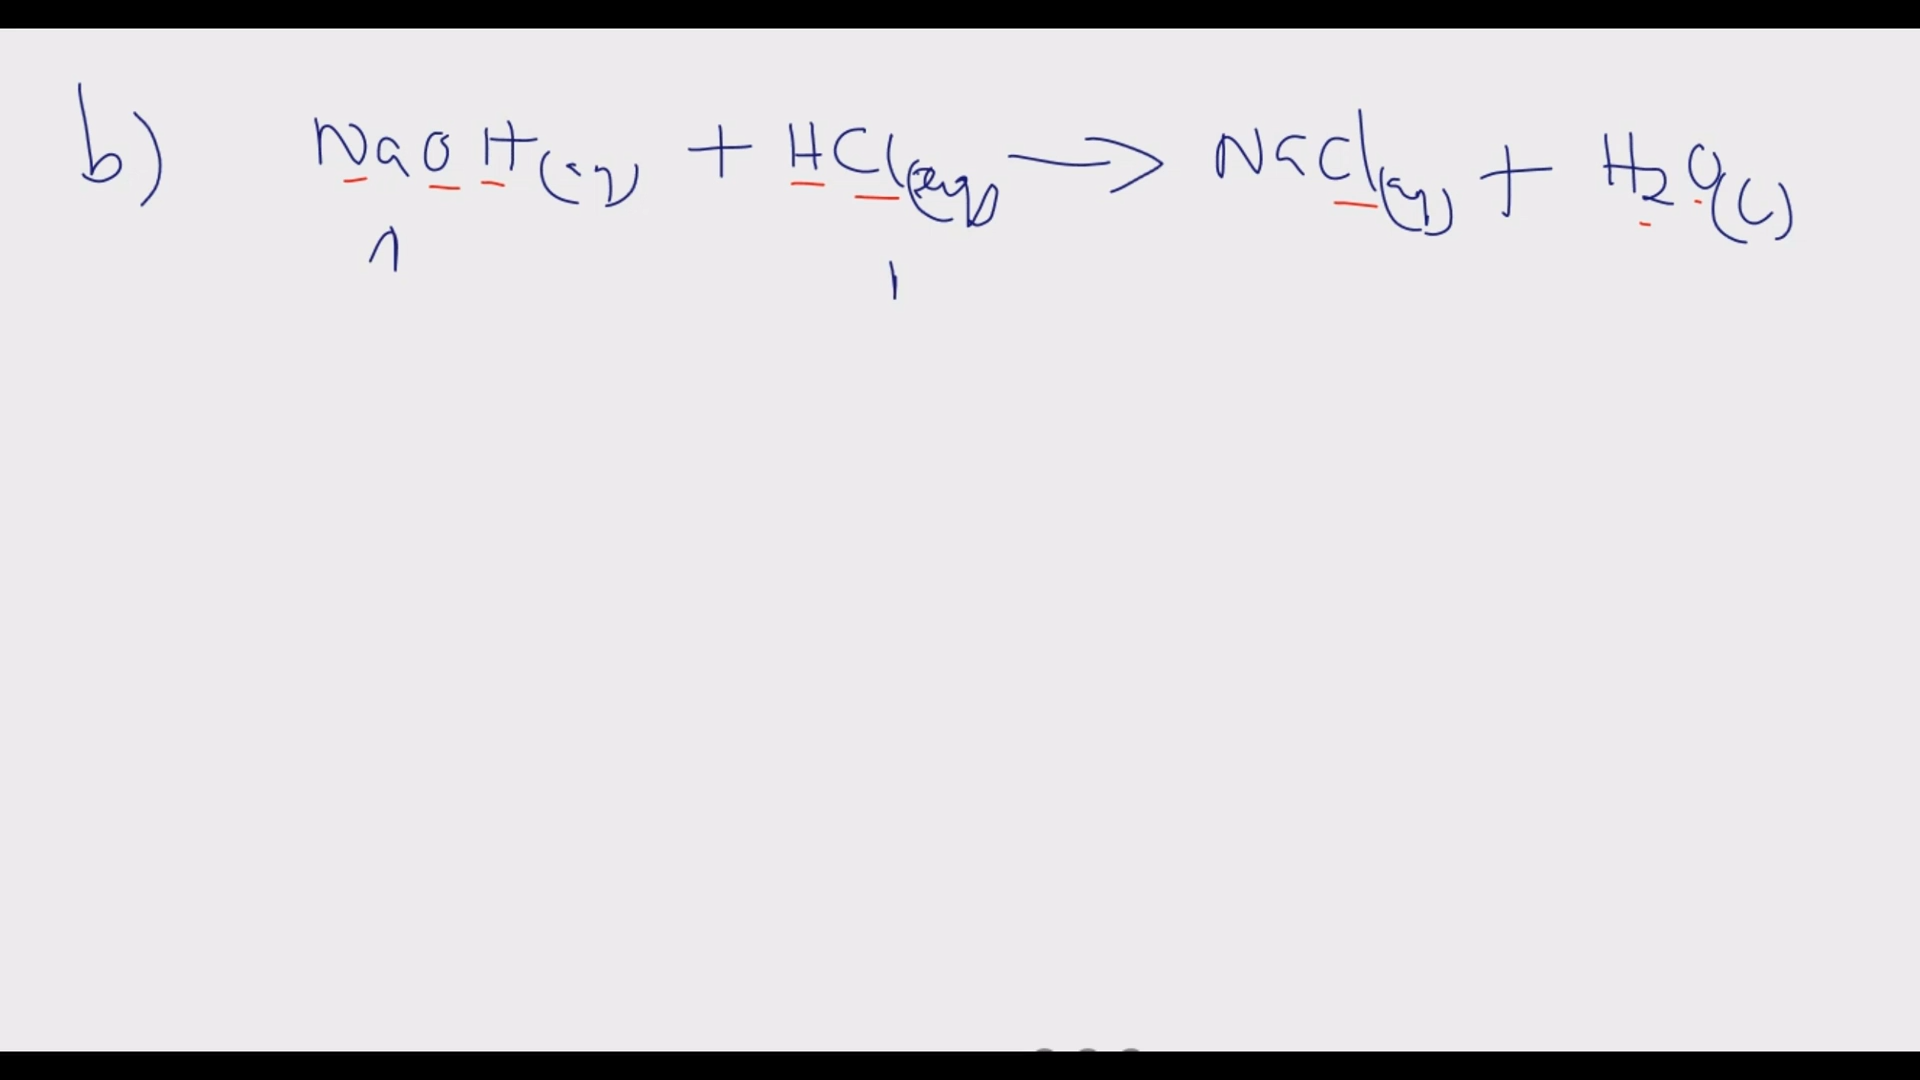 b) NaOH(aq) + HCl(aq) → NaCl(aq) + H₂O(l)
1 1